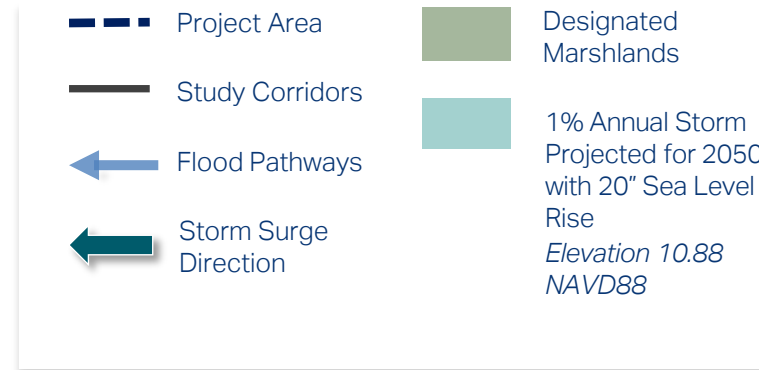 Project Area
Study Corridors
Flood Pathways
Storm Surge
Direction
Designated
Marshlands
1% Annual Storm
Projected for 2050
with 20" Sea Level
Rise
Elevation 10.88
NAVD88